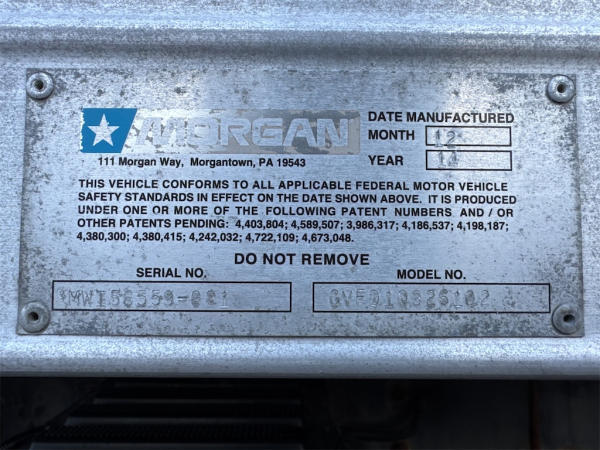 MORGAN
111 Morgan Way, Morgantown, PA 19543
DATE MANUFACTURED
MONTH 12
YEAR 14
THIS VEHICLE CONFORMS TO ALL APPLICABLE FEDERAL MOTOR VEHICLE
SAFETY STANDARDS IN EFFECT ON THE DATE SHOWN ABOVE. IT IS PRODUCED
UNDER ONE OR MORE OF THE FOLLOWING PATENT NUMBERS AND / OR
OTHER PATENTS PENDING: 4,403,804; 4,589,507; 3,986,317; 4,186,537; 4,198,187;
4,380,300; 4,380,415; 4,242,032; 4,722,109; 4,673,048.
DO NOT REMOVE
SERIAL NO.
MODEL NO.